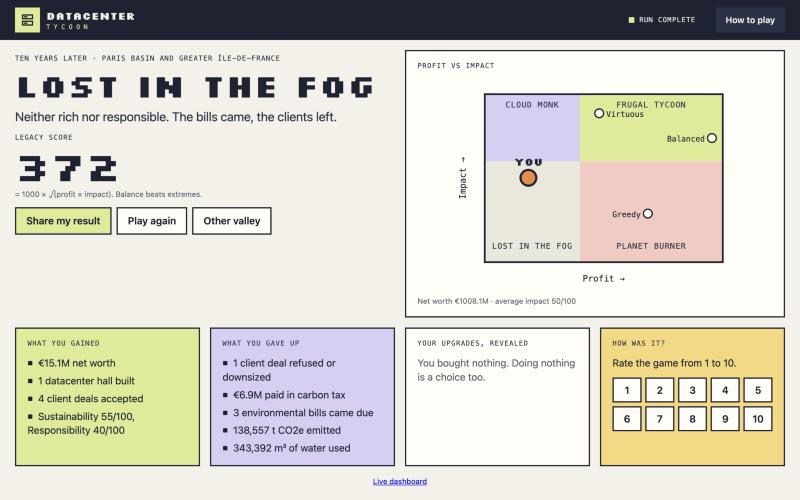 DATACENTER
TYCOON
RUN COMPLETE
How to play
TEN YEARS LATER · PARIS BASIN AND GREATER ÎLE-DE-FRANCE
LOST IN THE FOG
Neither rich nor responsible. The bills came, the clients left.
LEGACY SCORE
372
= 1000 × √(profit × impact). Balance beats extremes.
Share my result
Play again
Other valley
PROFIT VS IMPACT
CLOUD MONK
FRUGAL TYCOON
Virtuous
Balanced
YOU
Greedy
LOST IN THE FOG
PLANET BURNER
Impact →
Profit →
Net worth €1008.1M · average impact 50/100
WHAT YOU GAINED
■ €15.1M net worth
■ 1 datacenter hall built
■ 4 client deals accepted
■ Sustainability 55/100,
Responsibility 40/100
WHAT YOU GAVE UP
■ 1 client deal refused or
downsized
■ €6.9M paid in carbon tax
■ 3 environmental bills came due
■ 138,557 t CO2e emitted
■ 343,392 m³ of water used
YOUR UPGRADES, REVEALED
You bought nothing. Doing nothing
is a choice too.
HOW WAS IT?
Rate the game from 1 to 10.
1 2 3 4 5
6 7 8 9 10
Live dashboard